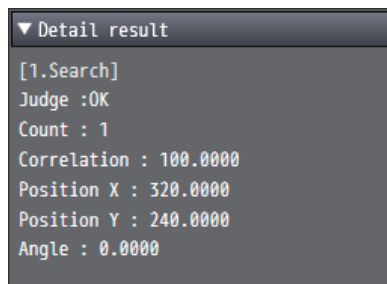 ▼ Detail result
[1.Search]
Judge :OK
Count : 1
Correlation : 100.0000
Position X : 320.0000
Position Y : 240.0000
Angle : 0.0000